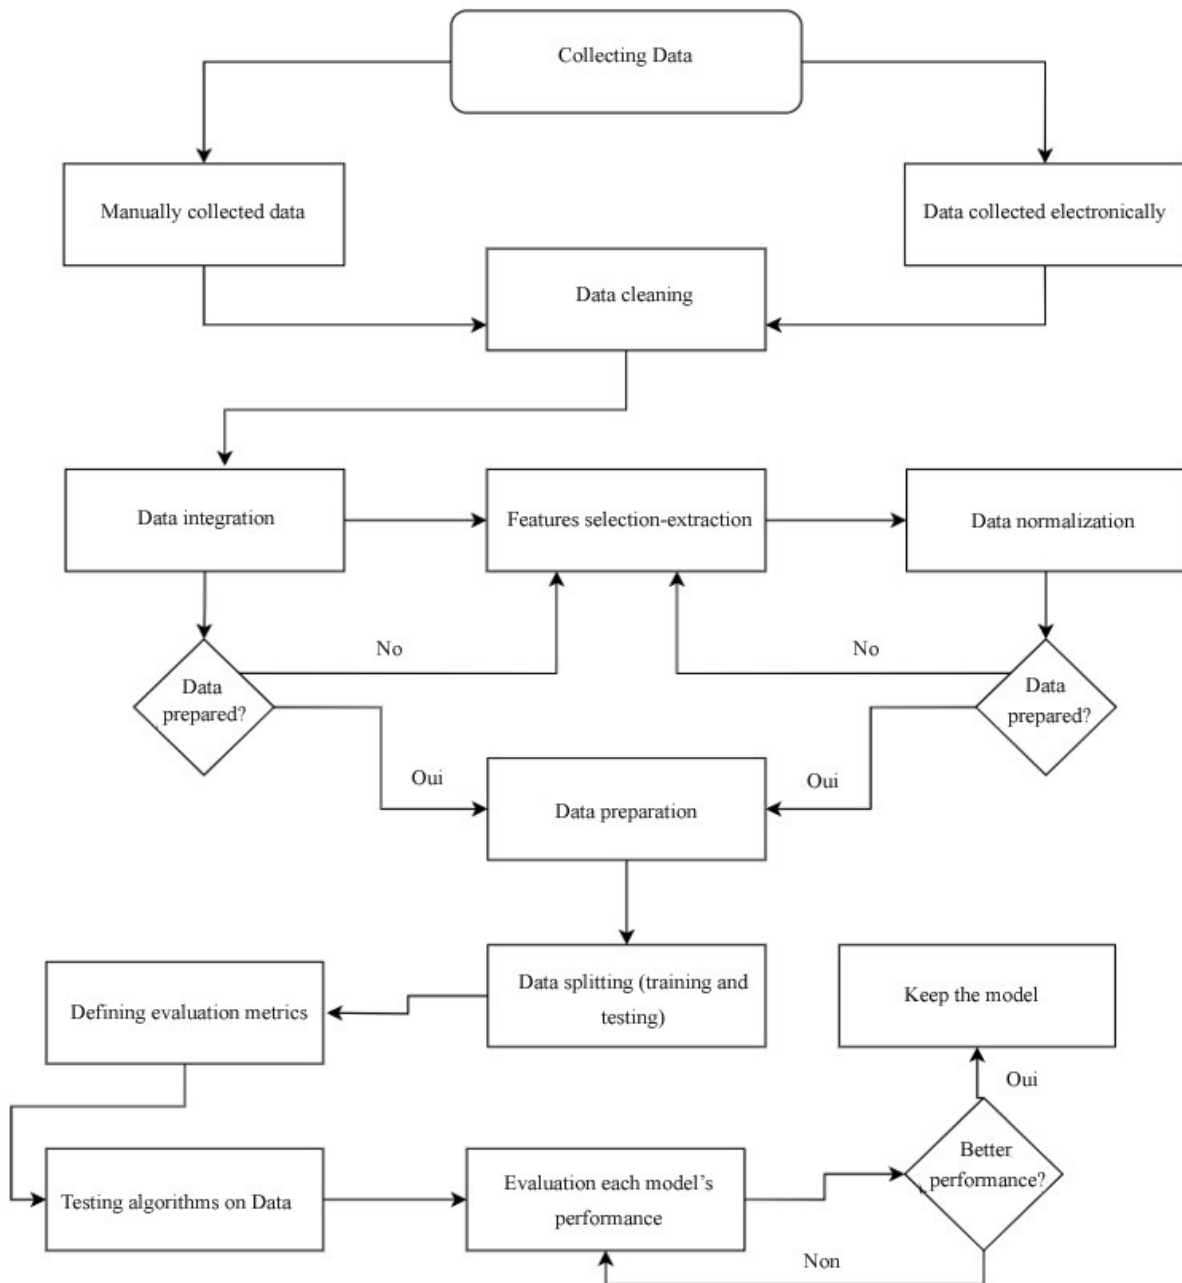 Collecting Data
Manually collected data
Data collected electronically
Data cleaning
Data integration
Features selection-extraction
Data normalization
No
No
Data
prepared?
Data
prepared?
Oui
Oui
Data preparation
Data splitting (training and
testing)
Defining evaluation metrics
Keep the model
Oui
Testing algorithms on Data
Evaluation each model's
performance
Better
performance?
Non